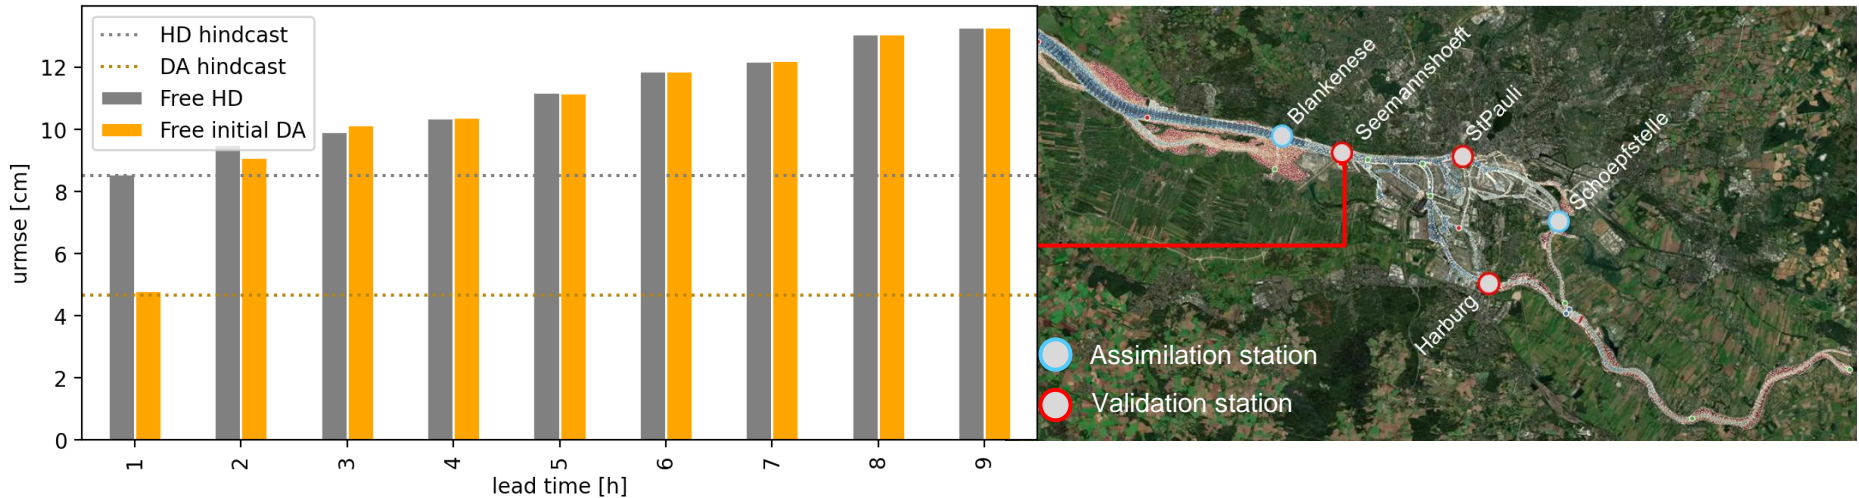 HD hindcast
DA hindcast
Free HD
Free initial DA
urmse [cm]
12
10
8
6
4
2
0
1 2 3 4 5 6 7 8 9
lead time [h]
Blankenese
Seemannshoeft
StPauli
Schoepfstelle
Harburg
Assimilation station
Validation station